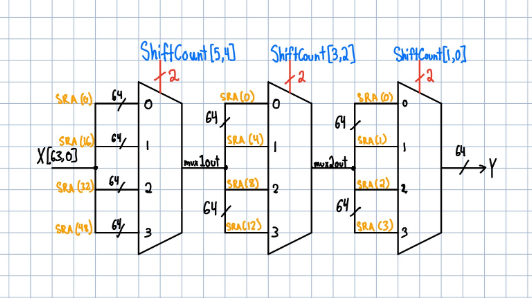 ShiftCount[5,4]
ShiftCount[3,2]
ShiftCount[1,0]
2
2
2
SRA(0)
64
0
SRA(0)
0
SRA(0)
0
64
64
SRA(16)
64
1
SRA(4)
1
SRA(1)
1
X[63,0]
mux1out
mux2out
64
Y
SRA(32)
64
2
SRA(8)
2
SRA(2)
2
64
64
SRA(48)
64
3
SRA(12)
3
SRA(3)
3